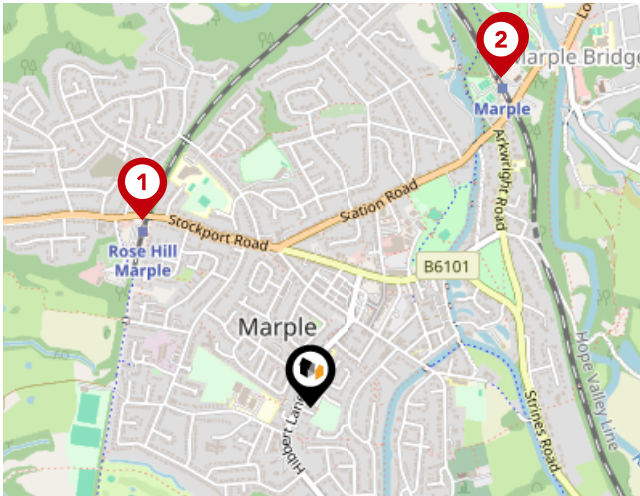 2
Marple Bridge
Marple
1
Arkwright Road
Station Road
Stockport Road
Rose Hill
Marple
B6101
Marple
Hope Valley Line
Hibbert Lane
Strines Road